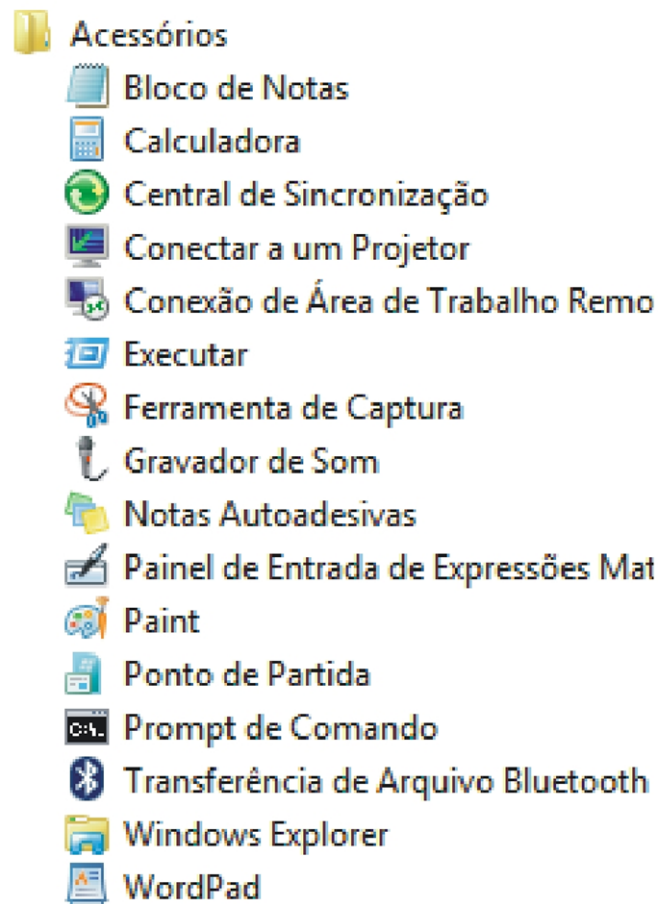 Acessórios
Bloco de Notas
Calculadora
Central de Sincronização
Conectar a um Projetor
Conexão de Área de Trabalho Remo
Executar
Ferramenta de Captura
Gravador de Som
Notas Autoadesivas
Painel de Entrada de Expressões Mat
Paint
Ponto de Partida
C:\.
Prompt de Comando
Transferência de Arquivo Bluetooth
Windows Explorer
WordPad